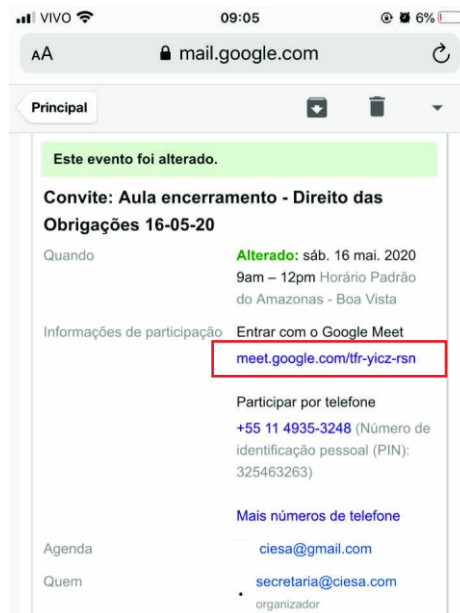 VIVO 09:05 6%
AA mail.google.com
Principal
Este evento foi alterado.
Convite: Aula encerramento - Direito das
Obrigações 16-05-20
Quando Alterado: sáb. 16 mai. 2020
9am – 12pm Horário Padrão
do Amazonas - Boa Vista
Informações de participação Entrar com o Google Meet
meet.google.com/tfr-yicz-rsn
Participar por telefone
+55 11 4935-3248 (Número de
identificação pessoal (PIN):
325463263)
Mais números de telefone
Agenda ciesa@gmail.com
Quem secretaria@ciesa.com
organizador